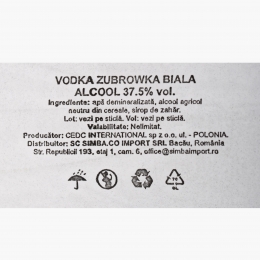 VODKA ZUBROWKA BIALA
ALCOOL 37.5% vol.
Ingrediente: apă demineralizată, alcool agricol
neutru din cereale, sirop de zahăr.
Lot: vezi pe sticlă. Vol: vezi pe sticlă.
Valabilitate: Nelimitat.
Producător: CEDC INTERNATIONAL sp z o.o, ul - POLONIA.
Distribuitor: SC SIMBA.CO IMPORT SRL Bacău, România
Str. Republicii 193, etaj 1, cam. 6, office@simbaimport.ro